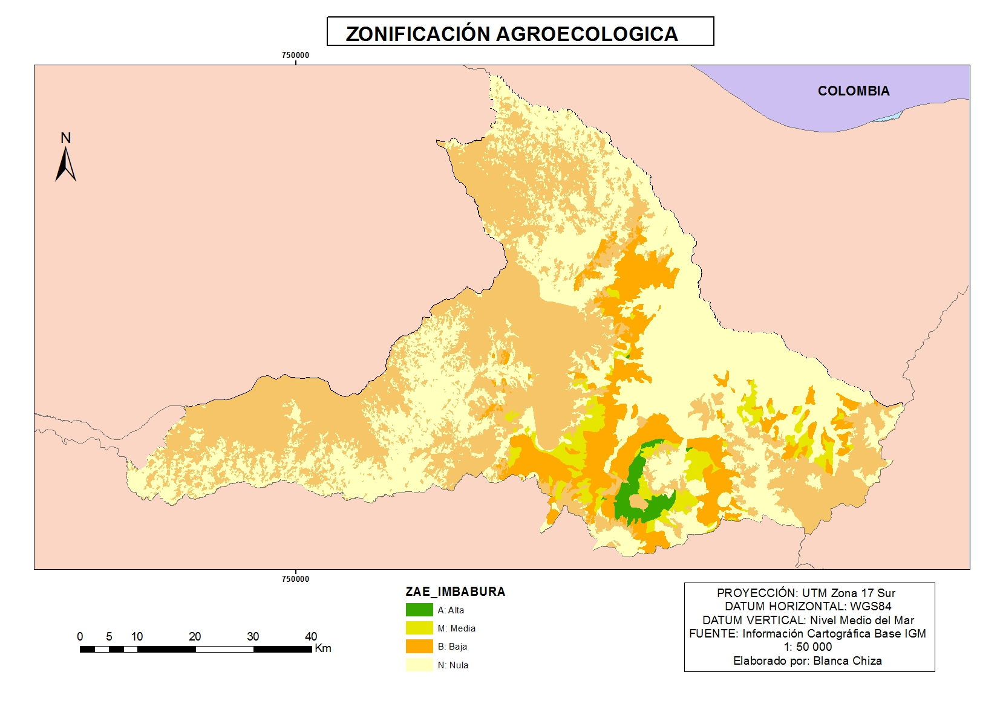 ZONIFICACIÓN AGROECOLOGICA
750000
COLOMBIA
N
750000
ZAE_IMBABURA
A: Alta
M: Media
B: Baja
N: Nula
0 5 10 20 30 40
Km
PROYECCIÓN: UTM Zona 17 Sur
DATUM HORIZONTAL: WGS84
DATUM VERTICAL: Nivel Medio del Mar
FUENTE: Información Cartográfica Base IGM
1: 50 000
Elaborado por: Blanca Chiza